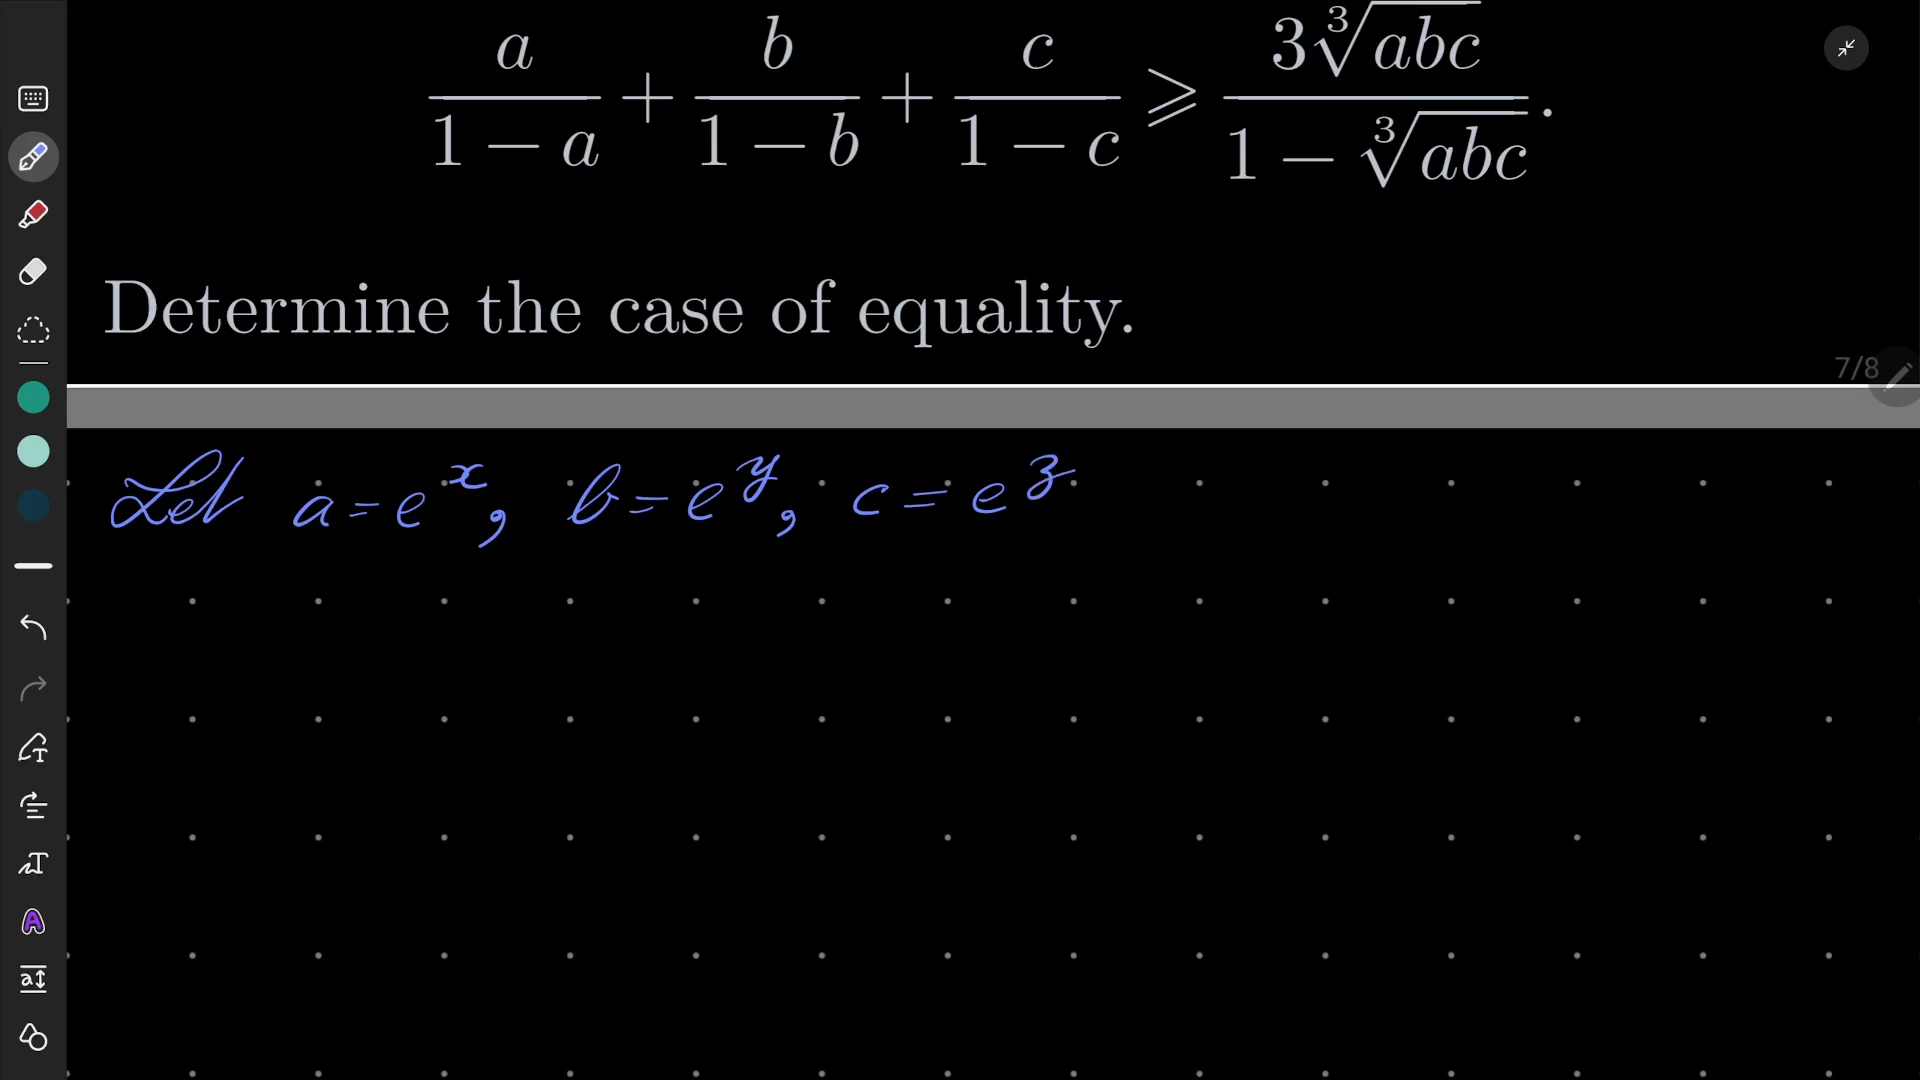 a/(1 − a) + b/(1 − b) + c/(1 − c) ⩾ 3∛abc/(1 − ∛abc).
Determine the case of equality.
7/8
Let a = e^x, b = e^y, c = e^z